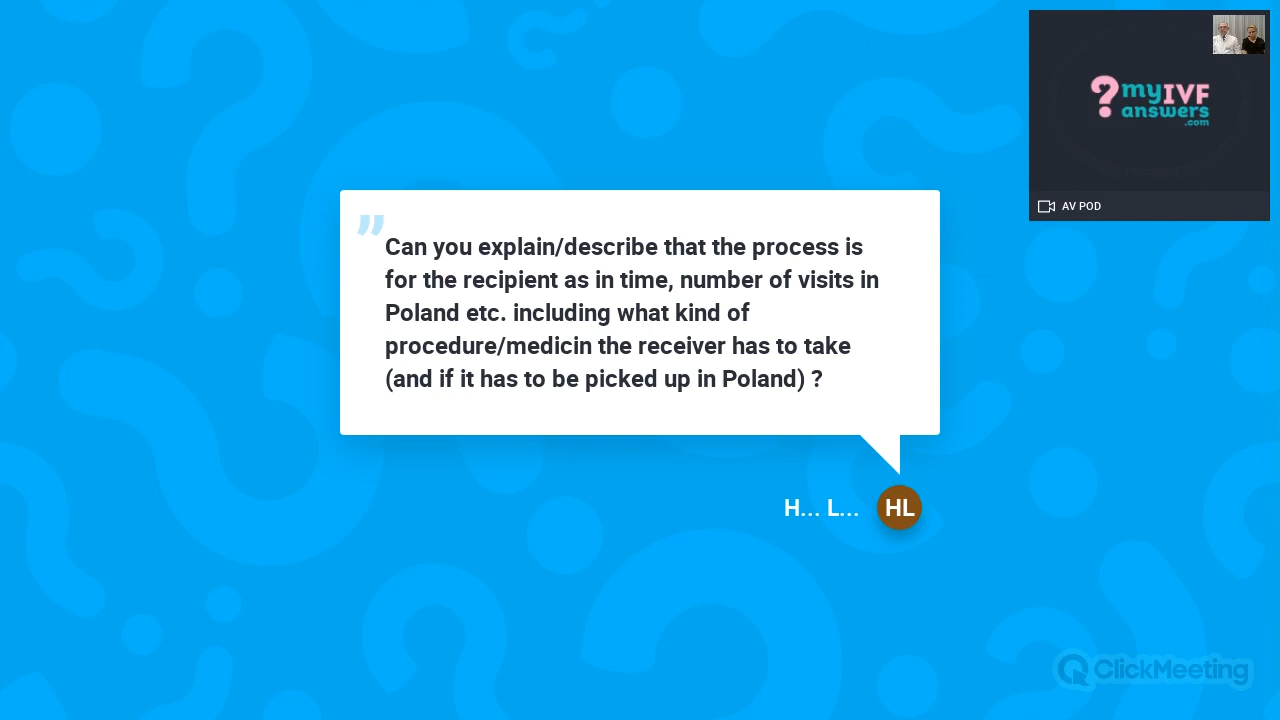 ?myIVF
answers
.com
AV POD
”
Can you explain/describe that the process is
for the recipient as in time, number of visits in
Poland etc. including what kind of
procedure/medicin the receiver has to take
(and if it has to be picked up in Poland) ?
H... L... HL
ClickMeeting